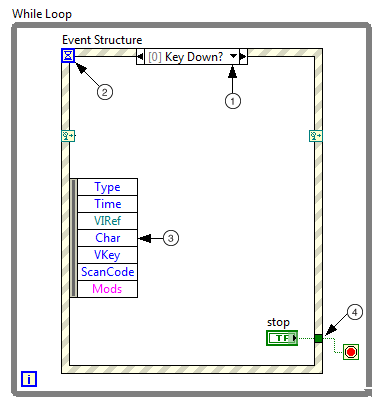 While Loop
Event Structure
[0] Key Down?
2
1
Type
Time
VIRef
Char
3
VKey
ScanCode
Mods
4
stop
TF
i